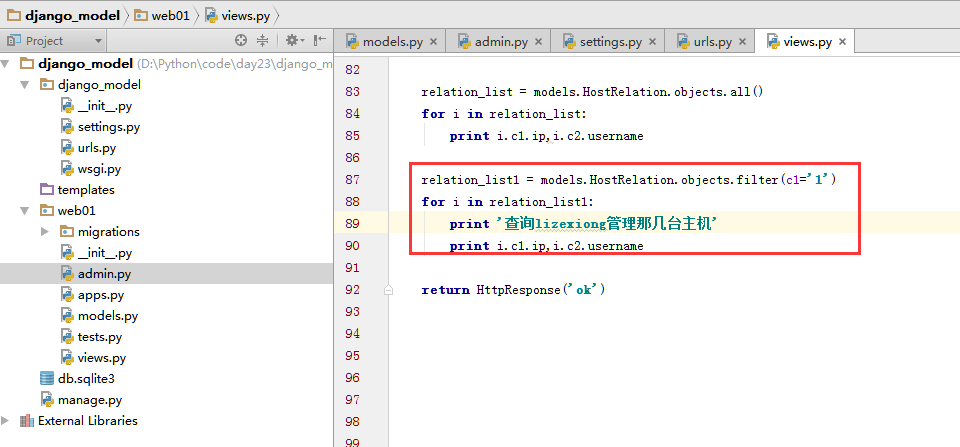 django_model web01 views.py
Project
models.py admin.py settings.py urls.py views.py
django_model (D:\Python\code\day23\django_m
django_model
__init__.py
settings.py
urls.py
wsgi.py
templates
web01
migrations
__init__.py
admin.py
apps.py
models.py
tests.py
views.py
db.sqlite3
manage.py
External Libraries
82
83 relation_list = models.HostRelation.objects.all()
84 for i in relation_list:
85 print i.c1.ip,i.c2.username
86
87 relation_list1 = models.HostRelation.objects.filter(c1='1')
88 for i in relation_list1:
89 print '查询lizexiong管理那几台主机'
90 print i.c1.ip,i.c2.username
91
92 return HttpResponse('ok')
93
94
95
96
97
98
99